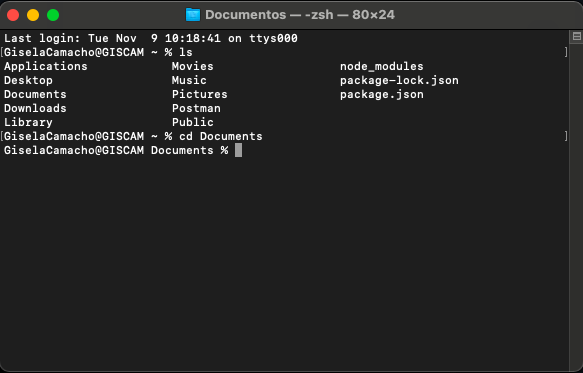 Documentos — -zsh — 80×24
Last login: Tue Nov  9 10:18:41 on ttys000
[GiselaCamacho@GISCAM ~ % ls ]
Applications Movies node_modules
Desktop Music package-lock.json
Documents Pictures package.json
Downloads Postman
Library Public
[GiselaCamacho@GISCAM ~ % cd Documents ]
GiselaCamacho@GISCAM Documents %